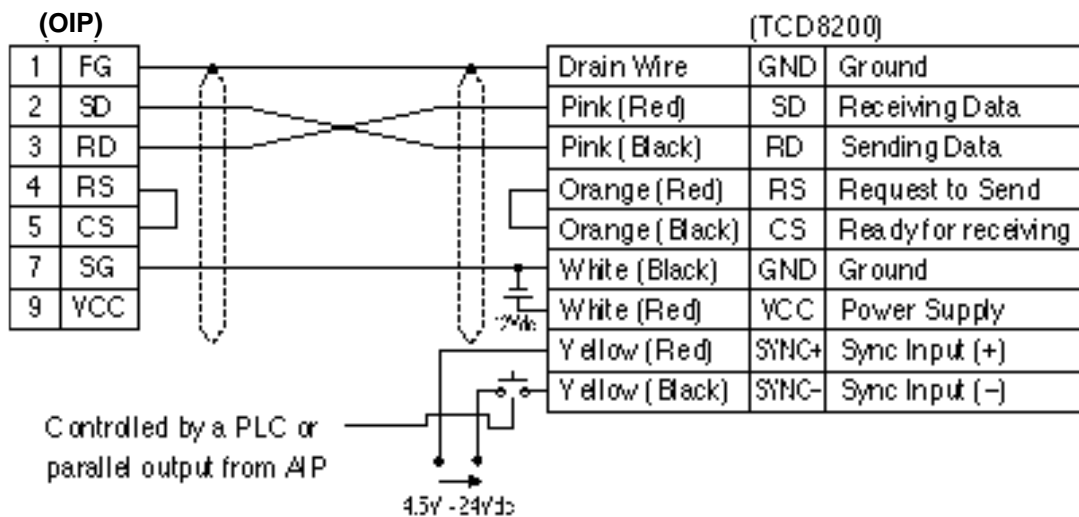 (OIP)
(TCD8200)
1 FG
2 SD
3 RD
4 RS
5 CS
7 SG
9 VCC
Drain Wire GND Ground
Pink (Red) SD Receiving Data
Pink (Black) RD Sending Data
Orange (Red) RS Request to Send
Orange (Black) CS Ready for receiving
White (Black) GND Ground
White (Red) VCC Power Supply
Yellow (Red) SYNC+ Sync Input (+)
Yellow (Black) SYNC- Sync Input (−)
Controlled by a PLC or
parallel output from AIP
4.5V - 24Vdc